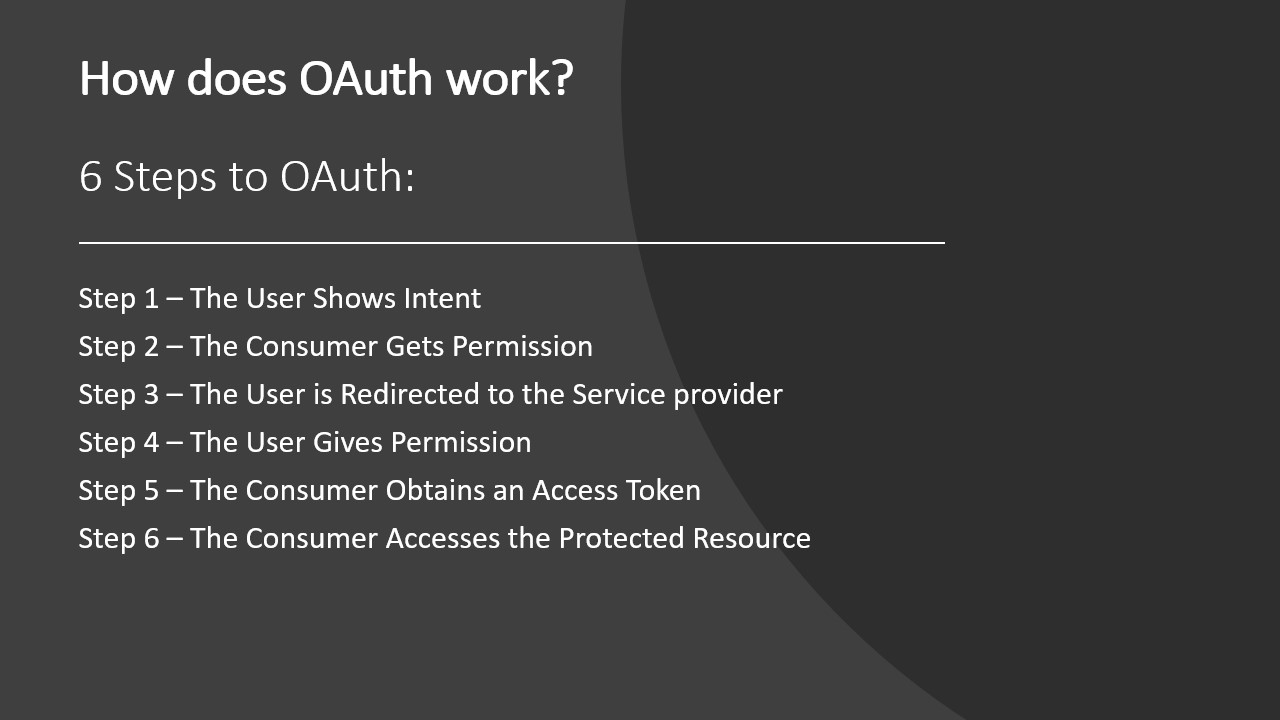 How does OAuth work?
6 Steps to OAuth:
Step 1 – The User Shows Intent
Step 2 – The Consumer Gets Permission
Step 3 – The User is Redirected to the Service provider
Step 4 – The User Gives Permission
Step 5 – The Consumer Obtains an Access Token
Step 6 – The Consumer Accesses the Protected Resource